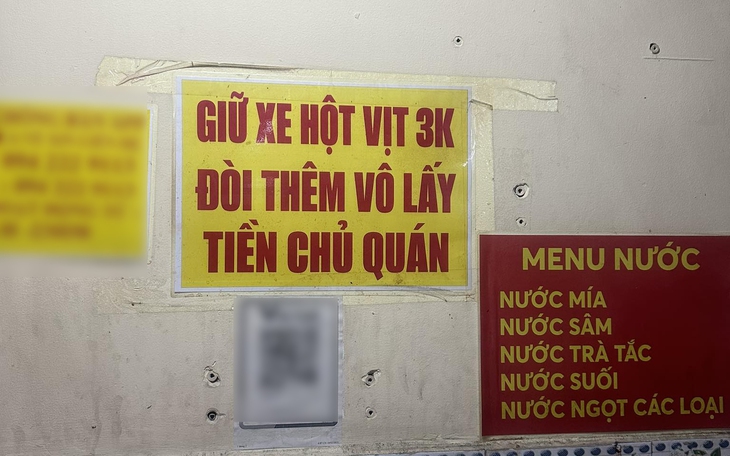 GIỮ XE HỘT VỊT 3K
ĐÒI THÊM VÔ LẤY
TIỀN CHỦ QUÁN
MENU NƯỚC
NƯỚC MÍA
NƯỚC SÂM
NƯỚC TRÀ TẮC
NƯỚC SUỐI
NƯỚC NGỌT CÁC LOẠI